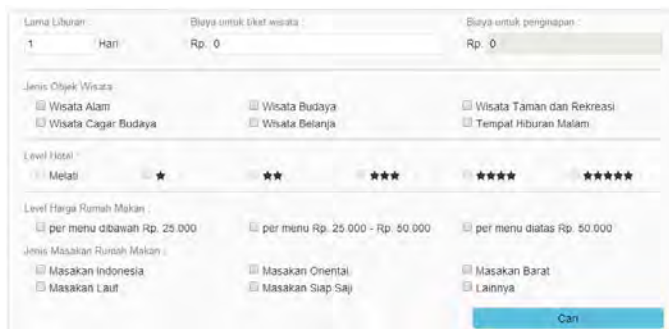 Lama Liburan : Biaya untuk tiket wisata : Biaya untuk penginapan :
1 Hari Rp. 0 Rp. 0
Jenis Objek Wisata :
Wisata Alam Wisata Budaya Wisata Taman dan Rekreasi
Wisata Cagar Budaya Wisata Belanja Tempat Hiburan Malam
Level Hotel :
Melati ★ ★★ ★★★ ★★★★ ★★★★★
Level Harga Rumah Makan :
per menu dibawah Rp. 25.000 per menu Rp. 25.000 - Rp. 50.000 per menu diatas Rp. 50.000
Jenis Masakan Rumah Makan :
Masakan Indonesia Masakan Oriental Masakan Barat
Masakan Laut Masakan Siap Saji Lainnya
Cari